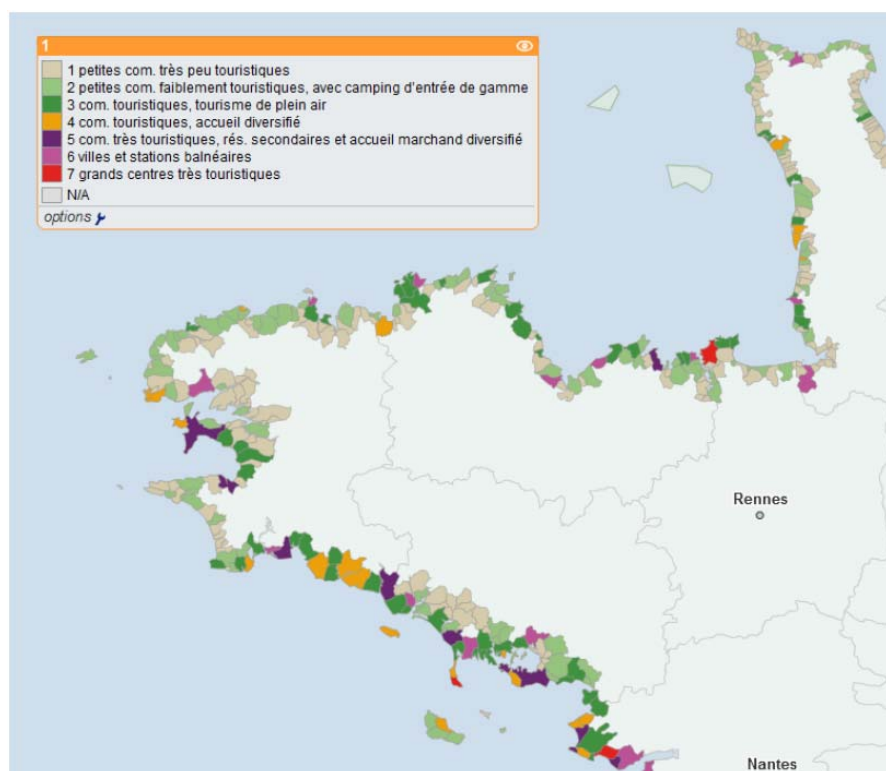 1
1 petites com. très peu touristiques
2 petites com. faiblement touristiques, avec camping d'entrée de gamme
3 com. touristiques, tourisme de plein air
4 com. touristiques, accueil diversifié
5 com. très touristiques, rés. secondaires et accueil marchand diversifié
6 villes et stations balnéaires
7 grands centres très touristiques
N/A
options
Rennes
Nantes